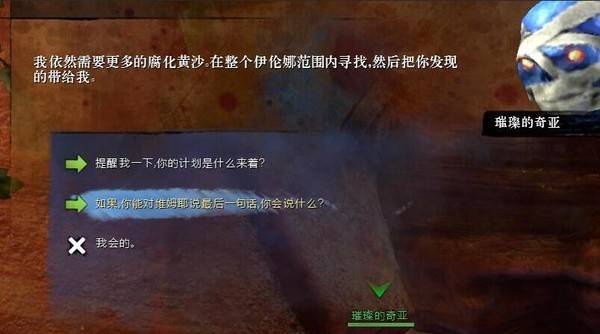 我依然需要更多的腐化黄沙。在整个伊伦娜范围内寻找,然后把你发现
的带给我。
璀璨的奇亚
提醒我一下,你的计划是什么来着?
如果,你能对维姆耶说最后一句话,你会说什么?
我会的。
璀璨的奇亚